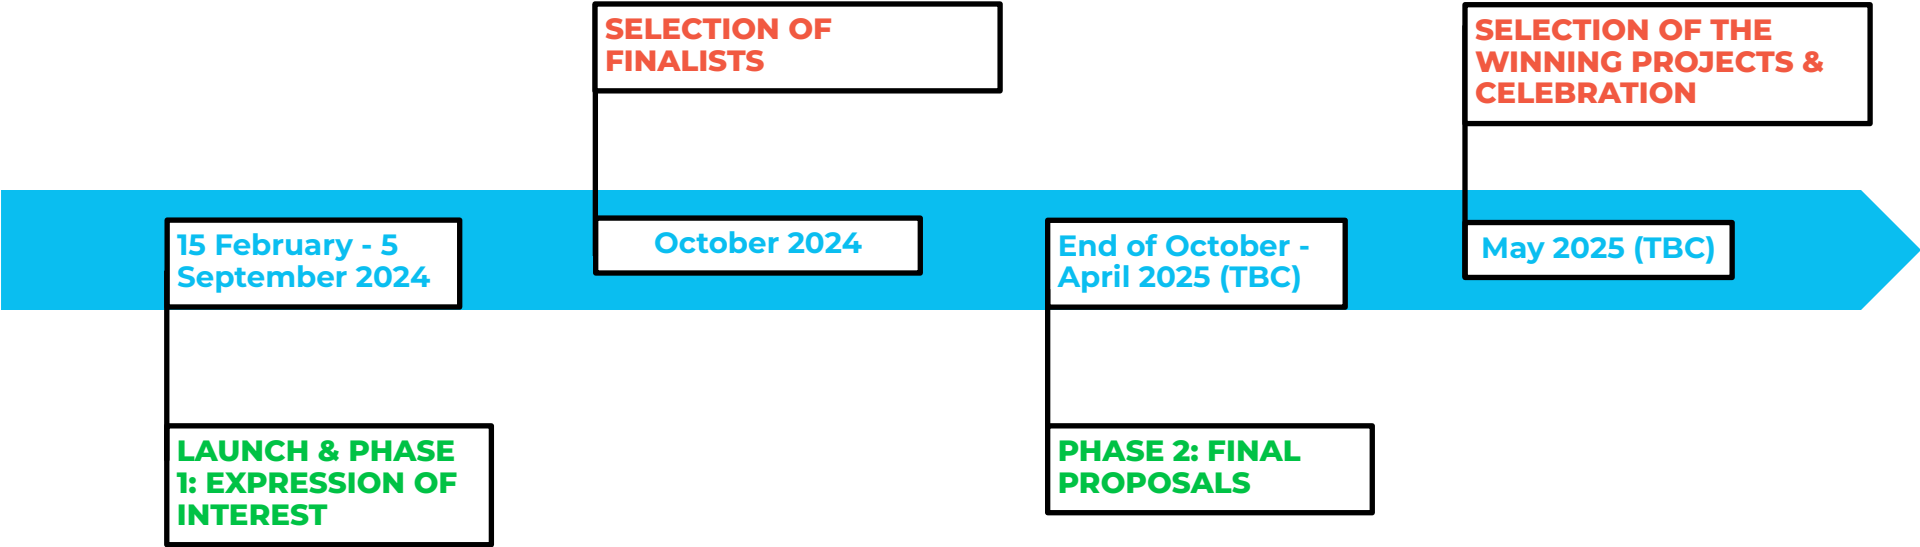 SELECTION OF
FINALISTS
SELECTION OF THE
WINNING PROJECTS &
CELEBRATION
15 February - 5
September 2024
October 2024
End of October -
April 2025 (TBC)
May 2025 (TBC)
LAUNCH & PHASE
1: EXPRESSION OF
INTEREST
PHASE 2: FINAL
PROPOSALS